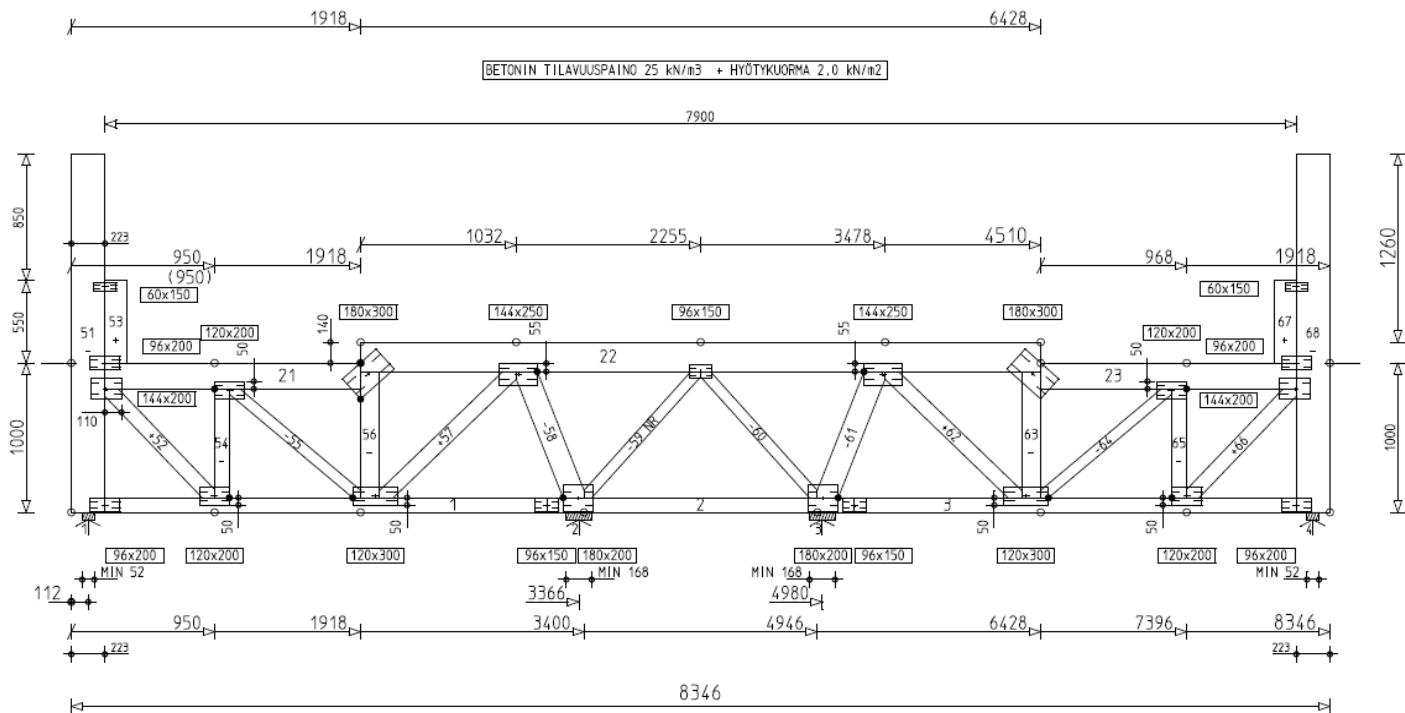 1918 6428
BETONIN TILAVUUSPAINO 25 kN/m3 + HYÖTYKUORMA 2,0 kN/m2
7900
850 223 1032 2255 3478 4510 1260
950 1918 968 1918
(950)
60x150 60x150
550 51 53 + 180x300 144x250 96x150 144x250 180x300 67 + 68
- 120x200 140 55 55 120x200 -
96x200 50 50 96x200
21 22 23
144x200 144x200
110
1000 +52 54 -55 56 +57 -58 -59 NR -60 -61 +62 63 -64 65 +66 1000
- - - -
1 2 3
1 2 3 4
50 50 50 50
96x200 120x200 120x300 96x150 180x200 180x200 96x150 120x300 120x200 96x200
MIN 52 MIN 168 MIN 168 MIN 52
112 3366 4980
950 1918 3400 4946 6428 7396 8346
223 223
8346